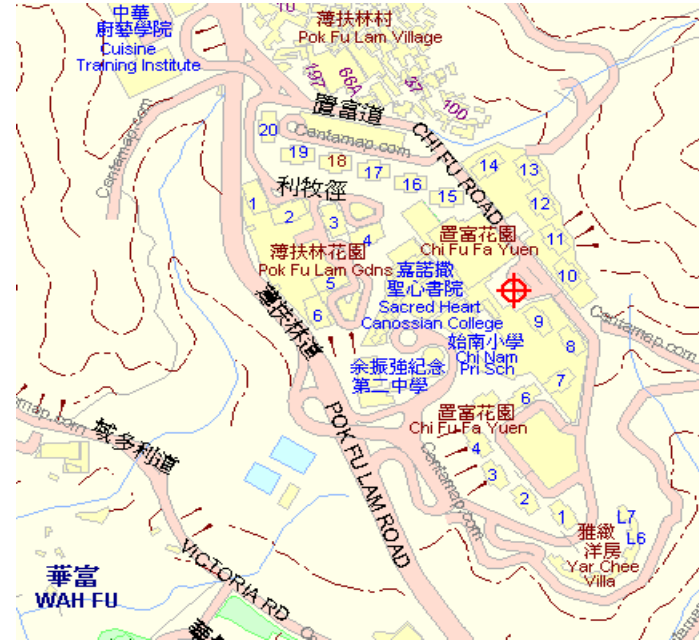 中華
廚藝學院
Cuisine
Training Institute
10
薄扶林村
Pok Fu Lam Village
197
66A
37
100
置富道
CHI FU ROAD
Centamap.com
Centamap.com
20
19
18
17
16
15
14
13
12
11
10
利牧徑
1
2
3
4
5
6
薄扶林花園
Pok Fu Lam Gdns
置富花園
Chi Fu Fa Yuen
嘉諾撒
聖心書院
Sacred Heart
Canossian College
始南小學
Chi Nam
Pri Sch
9
8
7
6
Centamap.com
薄扶林道
POK FU LAM ROAD
余振強紀念
第二中學
置富花園
Chi Fu Fa Yuen
4
3
2
1
Centamap.com
L7
L6
雅緻
洋房
Yar Chee
Villa
域多利道
VICTORIA RD
華富
WAH FU